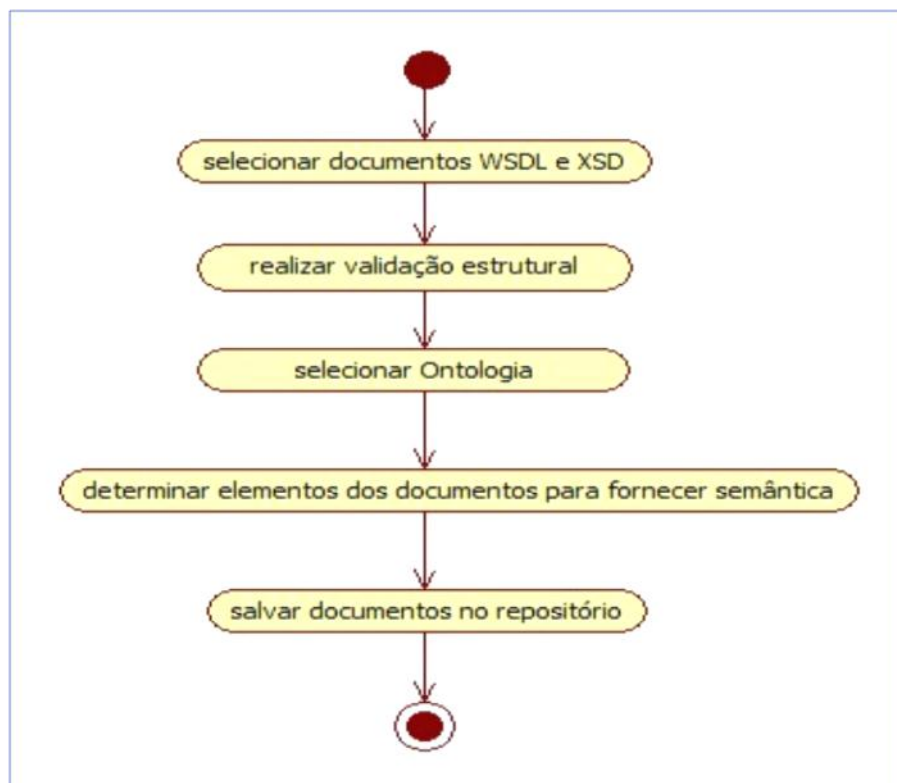 selecionar documentos WSDL e XSD
realizar validação estrutural
selecionar Ontologia
determinar elementos dos documentos para fornecer semântica
salvar documentos no repositório